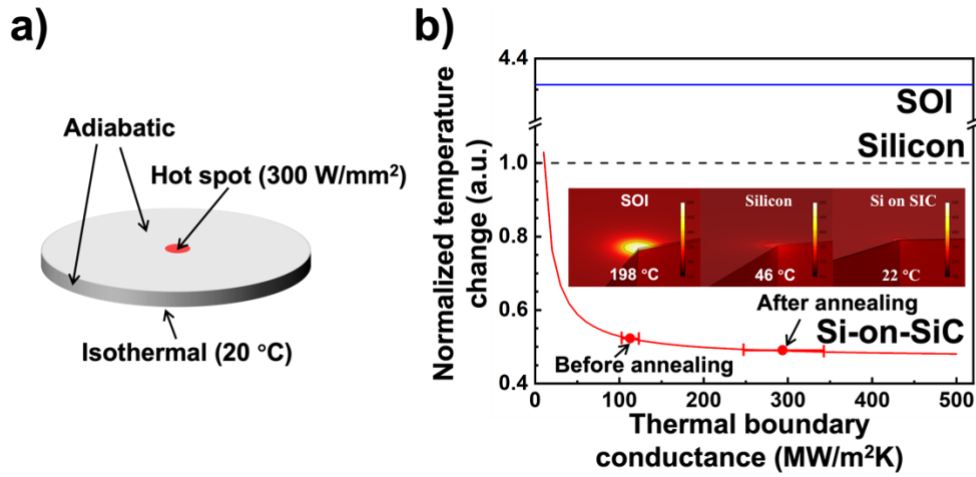 a)
Adiabatic
Hot spot (300 W/mm²)
Isothermal (20 °C)
b)
Normalized temperature
change (a.u.)
4.4
1.0
0.8
0.6
0.4
SOI
Silicon
SOI
Silicon
Si on SIC
198 °C
46 °C
22 °C
After annealing
Si-on-SiC
Before annealing
0
100
200
300
400
500
Thermal boundary
conductance (MW/m²K)